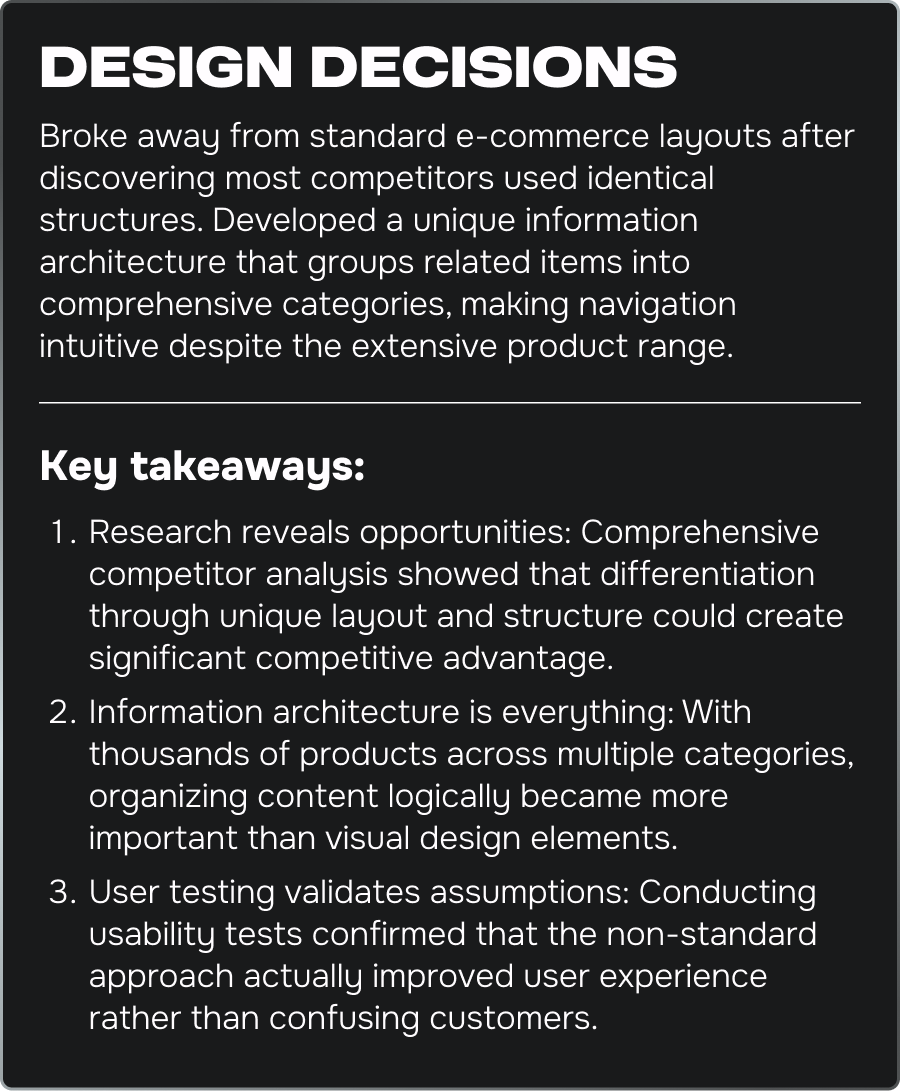 DESIGN DECISIONS
Broke away from standard e-commerce layouts after
discovering most competitors used identical
structures. Developed a unique information
architecture that groups related items into
comprehensive categories, making navigation
intuitive despite the extensive product range.
Key takeaways:
1. Research reveals opportunities: Comprehensive
competitor analysis showed that differentiation
through unique layout and structure could create
significant competitive advantage.
2. Information architecture is everything: With
thousands of products across multiple categories,
organizing content logically became more
important than visual design elements.
3. User testing validates assumptions: Conducting
usability tests confirmed that the non-standard
approach actually improved user experience
rather than confusing customers.